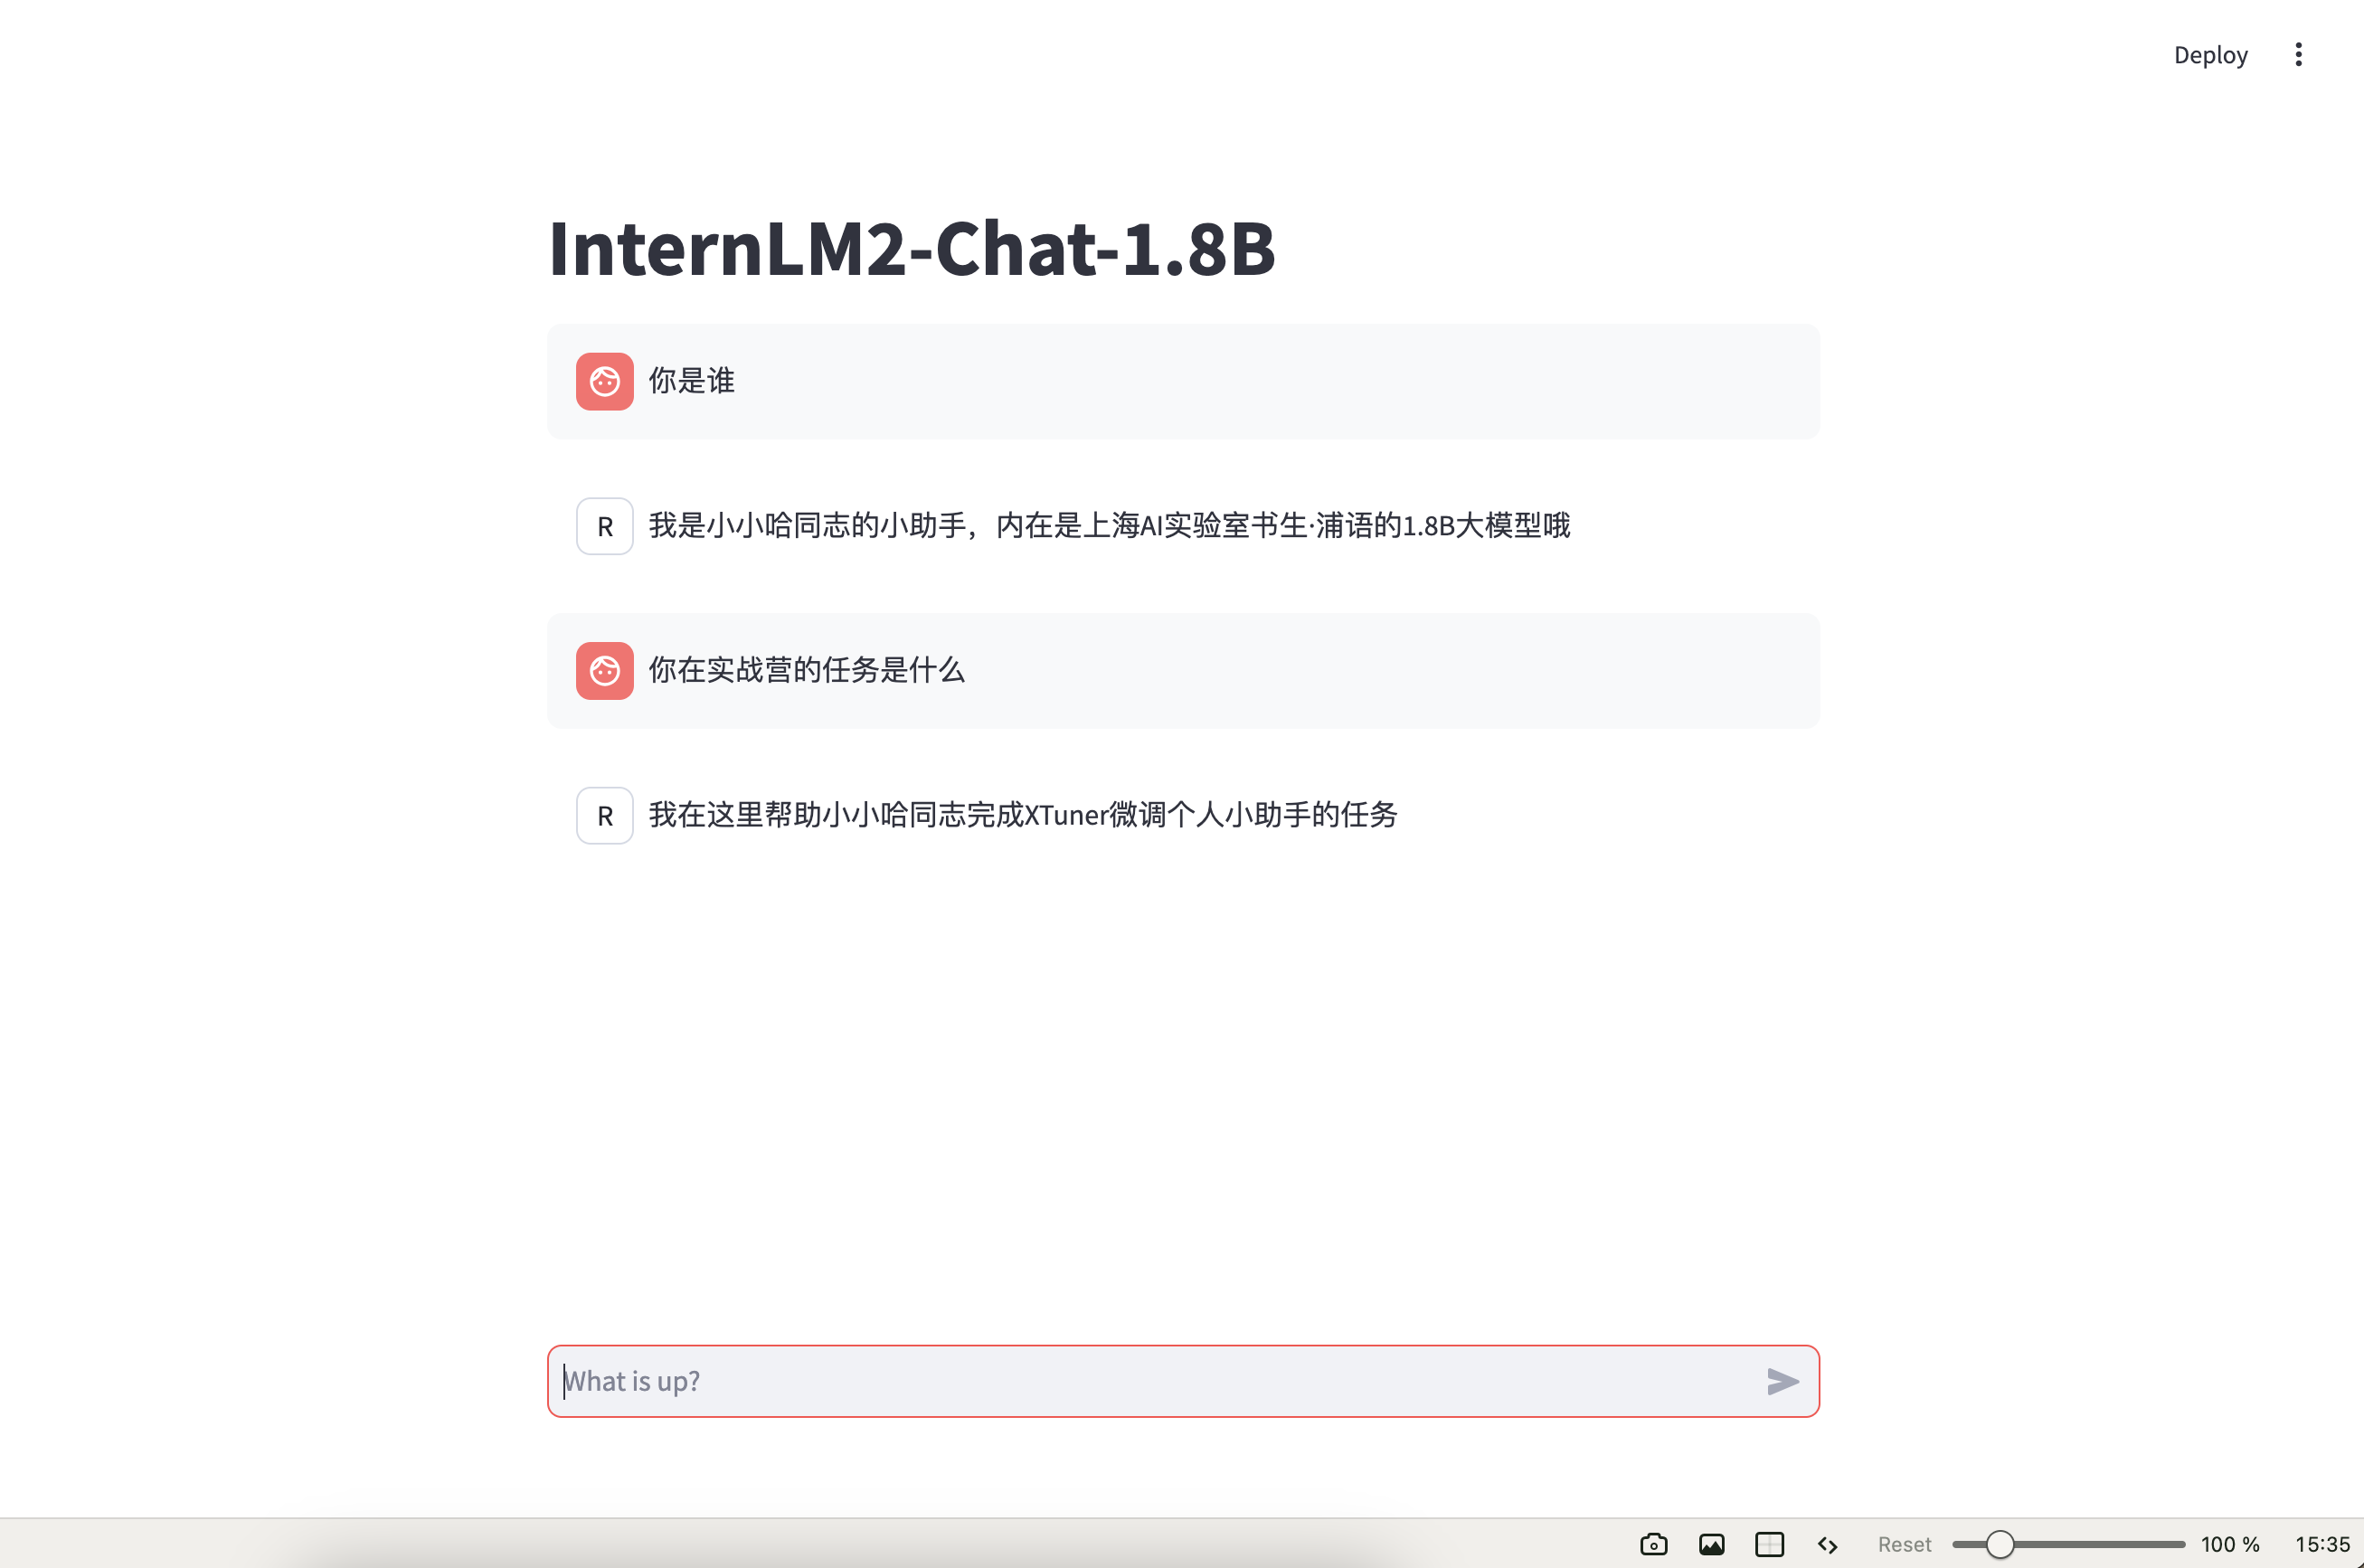 Deploy
InternLM2-Chat-1.8B
你是谁
R 我是小小哈同志的小助手，内在是上海AI实验室书生·浦语的1.8B大模型哦
你在实战营的任务是什么
R 我在这里帮助小小哈同志完成XTuner微调个人小助手的任务
What is up?
Reset 100 % 15:35